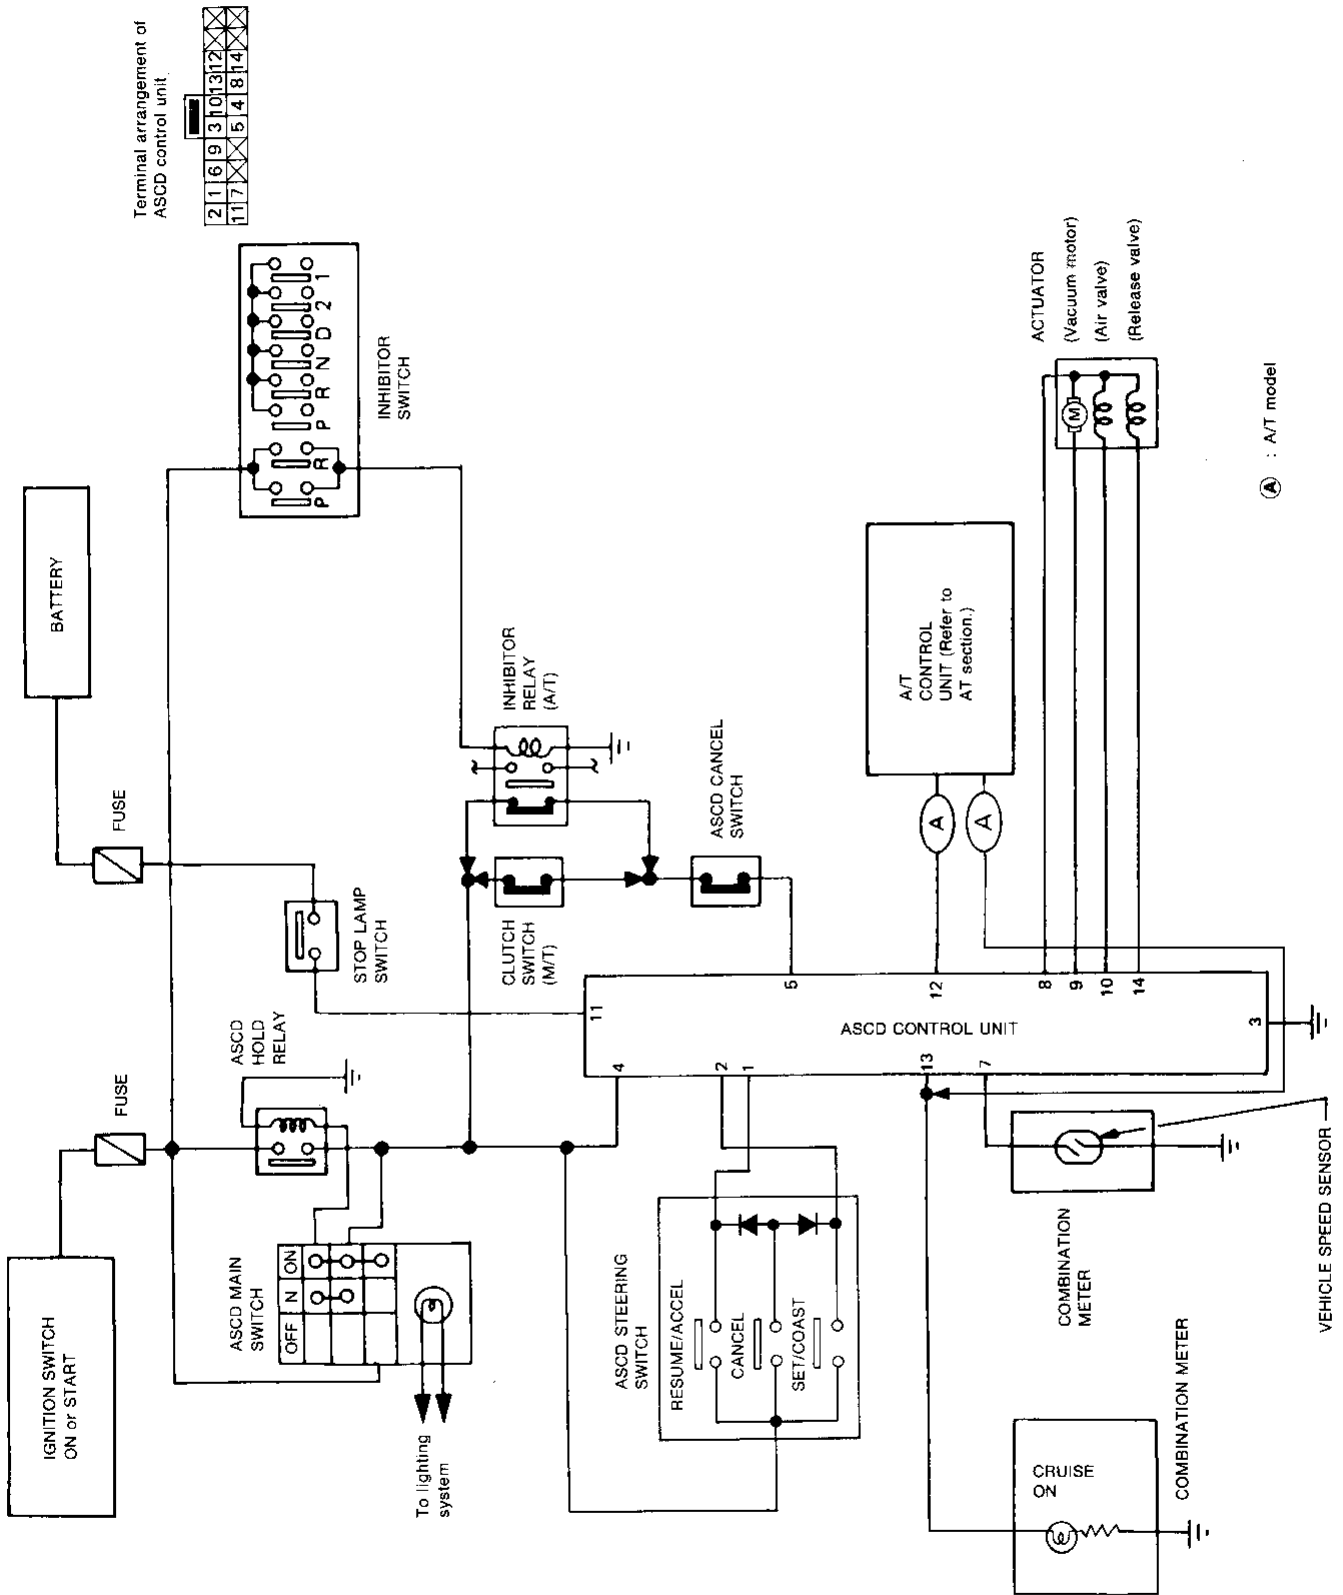 Terminal arrangement of
ASCD control unit
2 1 6 9 3 10 13 12
11 7 5 4 8 14
IGNITION SWITCH
ON or START
BATTERY
FUSE
FUSE
ASCD
HOLD
RELAY
STOP LAMP
SWITCH
ASCD MAIN
SWITCH
OFF N ON
To lighting
system
P R P R N D 2 1
INHIBITOR
SWITCH
INHIBITOR
RELAY
(A/T)
CLUTCH
SWITCH
(M/T)
ASCD CANCEL
SWITCH
ASCD STEERING
SWITCH
RESUME/ACCEL
CANCEL
SET/COAST
ASCD CONTROL UNIT
11
4
5
2
1
12
13
7
8
9
10
14
3
A/T
CONTROL
UNIT (Refer to
AT section.)
A
A
ACTUATOR
(Vacuum motor)
(Air valve)
(Release valve)
M
A : A/T model
COMBINATION
METER
VEHICLE SPEED SENSOR
CRUISE
ON
COMBINATION METER